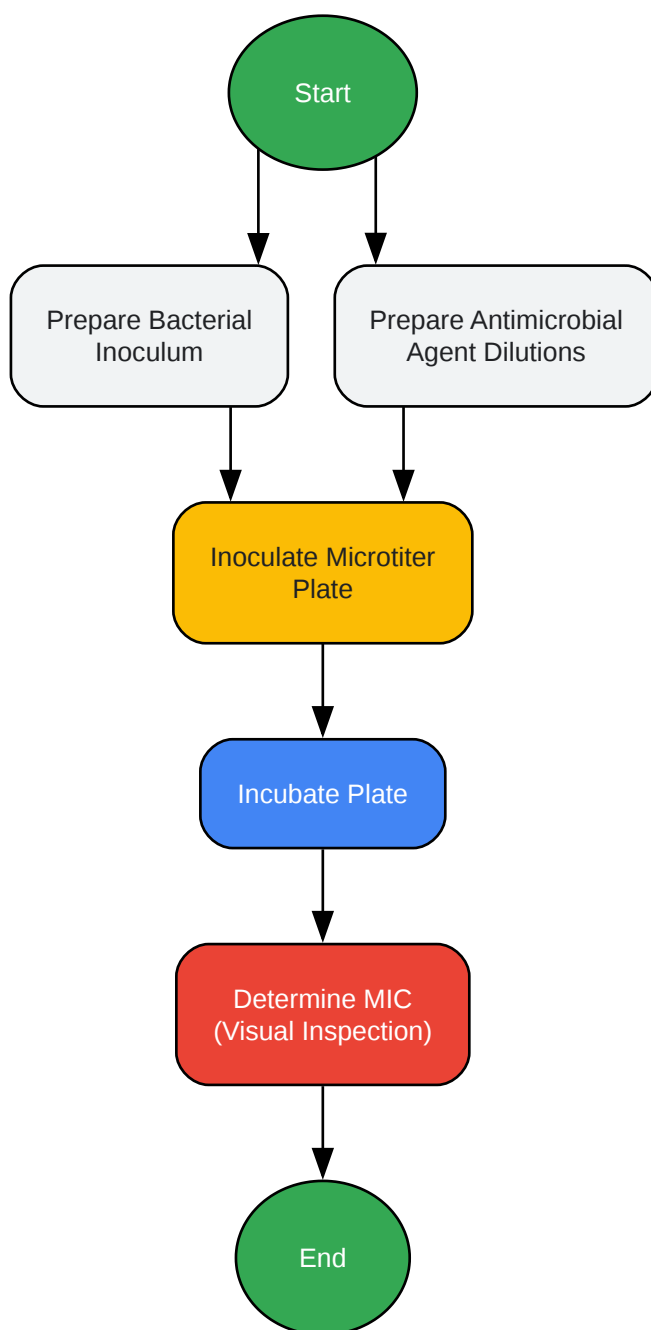 Start
Prepare Bacterial
Inoculum
Prepare Antimicrobial
Agent Dilutions
Inoculate Microtiter
Plate
Incubate Plate
Determine MIC
(Visual Inspection)
End